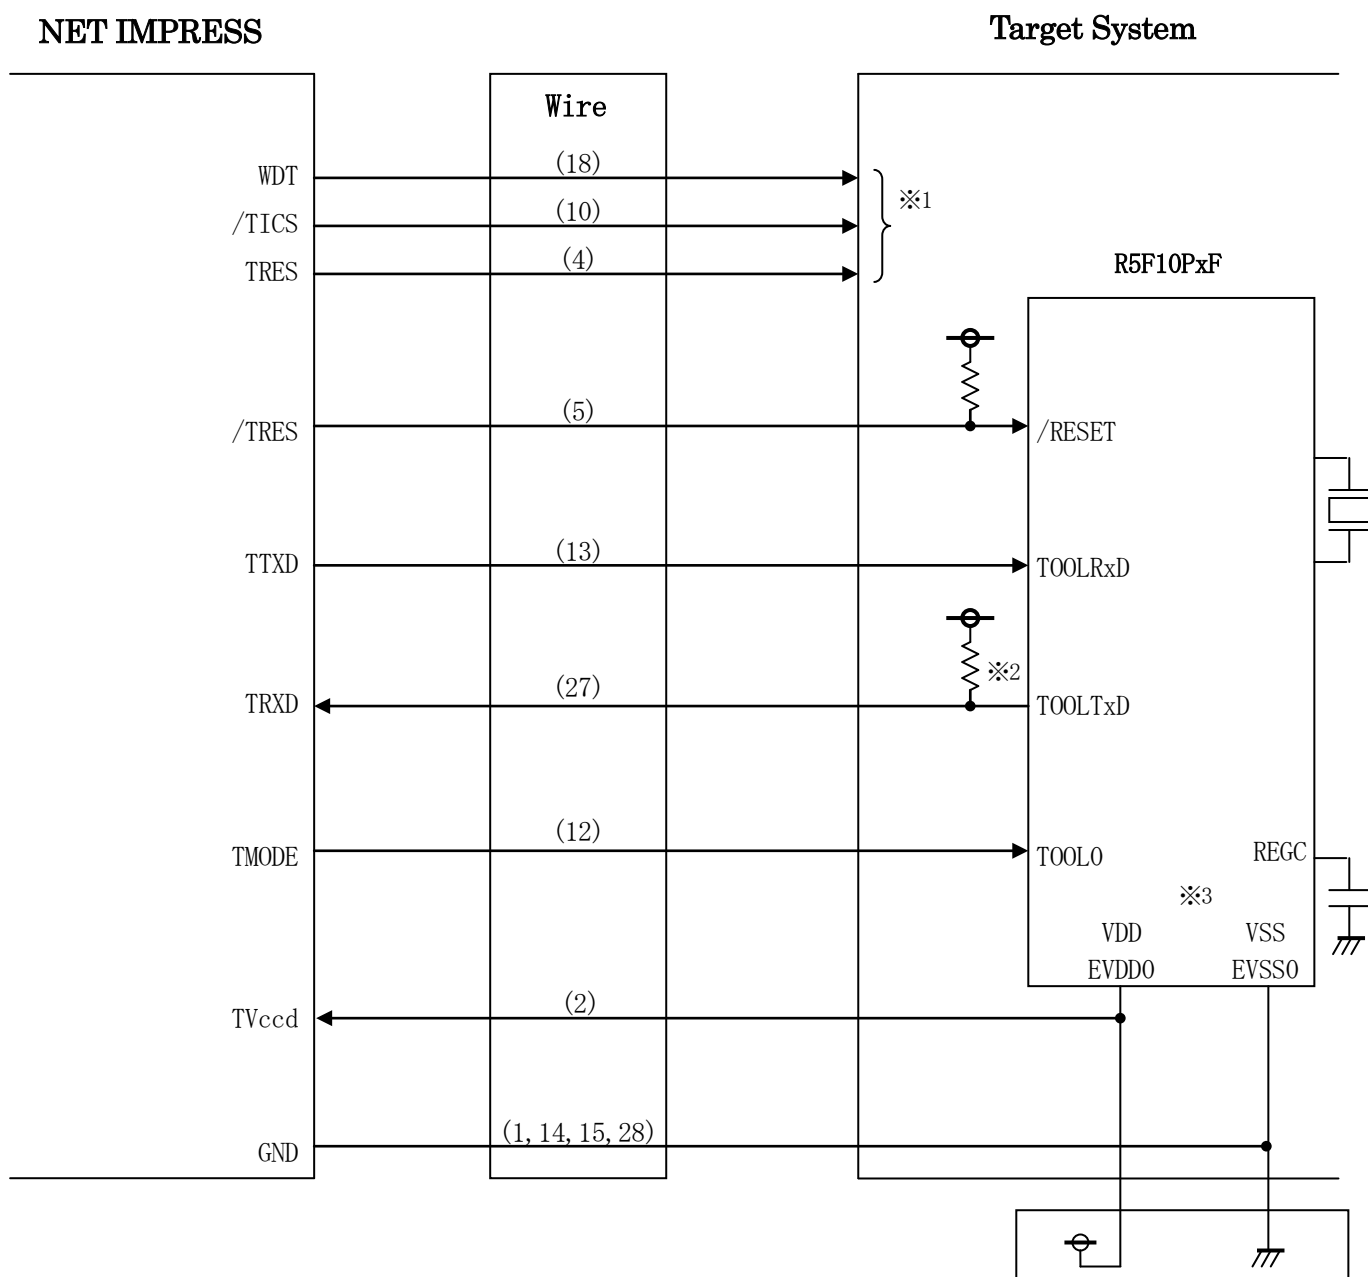 NET IMPRESS
Target System
Wire
WDT
(18)
※1
/TICS
(10)
TRES
(4)
R5F10PxF
/TRES
(5)
/RESET
TTXD
(13)
TOOLRxD
※2
TRXD
(27)
TOOLTxD
TMODE
(12)
TOOL0
REGC
※3
VDD
VSS
EVDD0
EVSS0
TVccd
(2)
GND
(1,14,15,28)